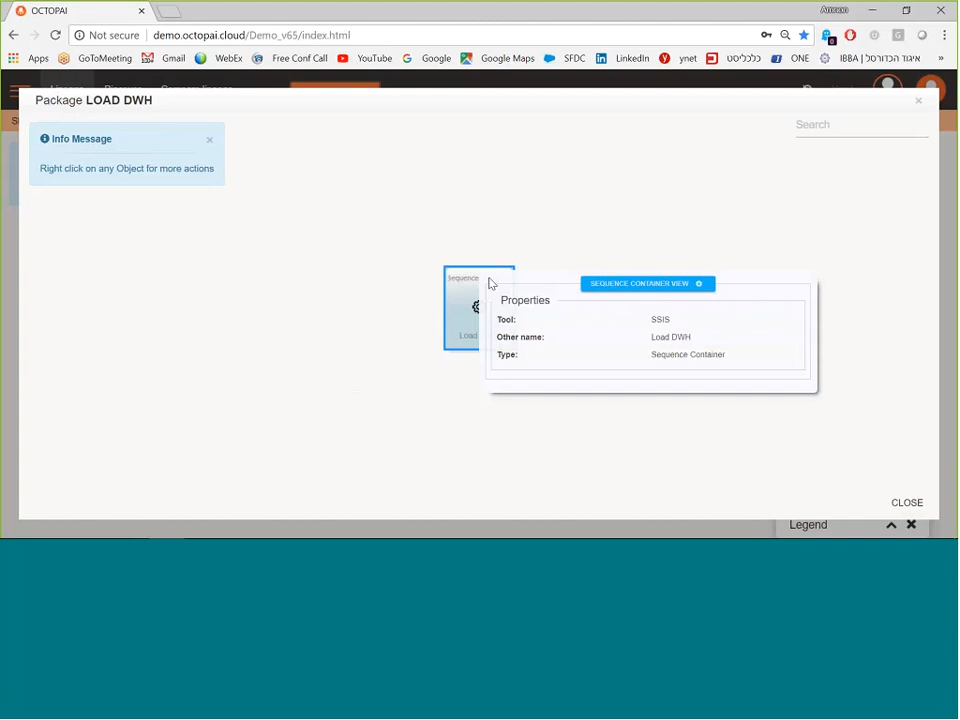 OCTOPAI
Amnon
Not secure demo.octopai.cloud/Demo_v65/index.html
Apps GoToMeeting Gmail WebEx Free Conf Call YouTube Google Google Maps SFDC LinkedIn ynet כלכליסט ONE איגוד הכדורסל | IBBA »
Package LOAD DWH
Search
Info Message
Right click on any Object for more actions
Sequence
Load
SEQUENCE CONTAINER VIEW
Properties
Tool: SSIS
Other name: Load DWH
Type: Sequence Container
CLOSE
Legend